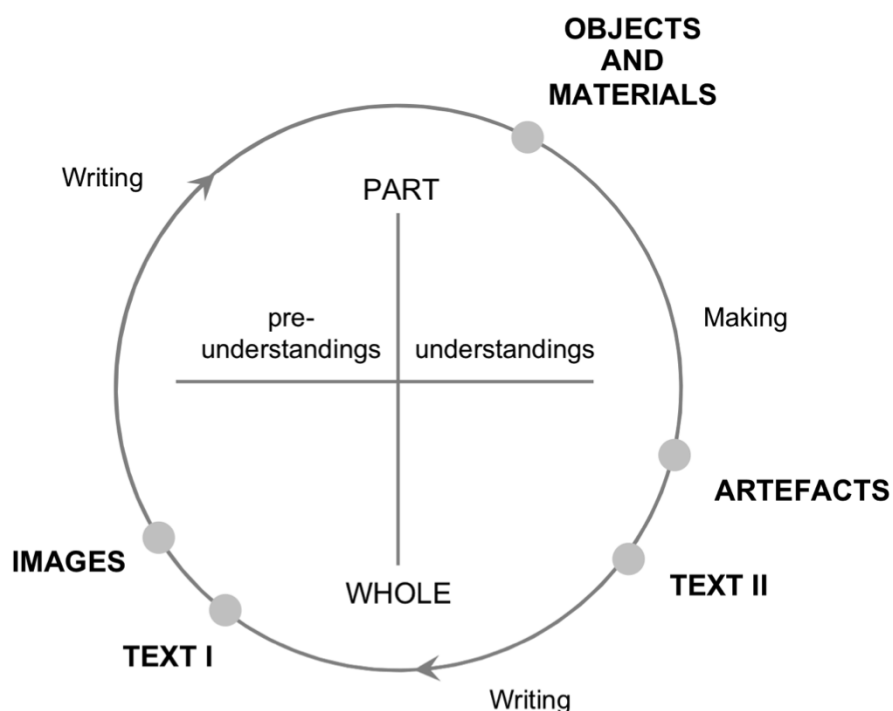 OBJECTS
AND
MATERIALS
Writing
PART
Making
pre-
understandings
understandings
ARTEFACTS
IMAGES
TEXT II
WHOLE
TEXT I
Writing